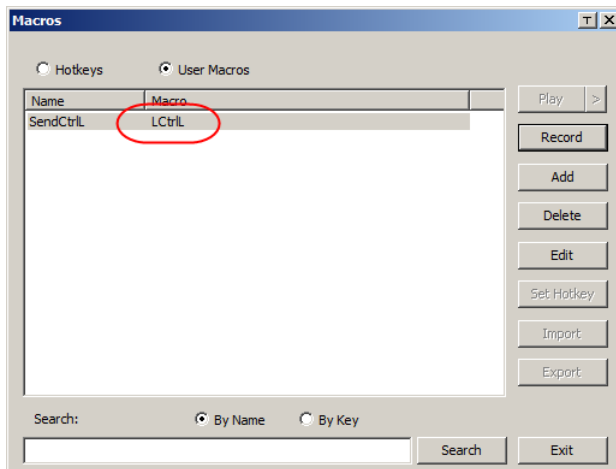 Macros
Hotkeys User Macros
Name Macro
SendCtrlL LCtrlL
Play >
Record
Add
Delete
Edit
Set Hotkey
Import
Export
Search: By Name By Key
Search Exit